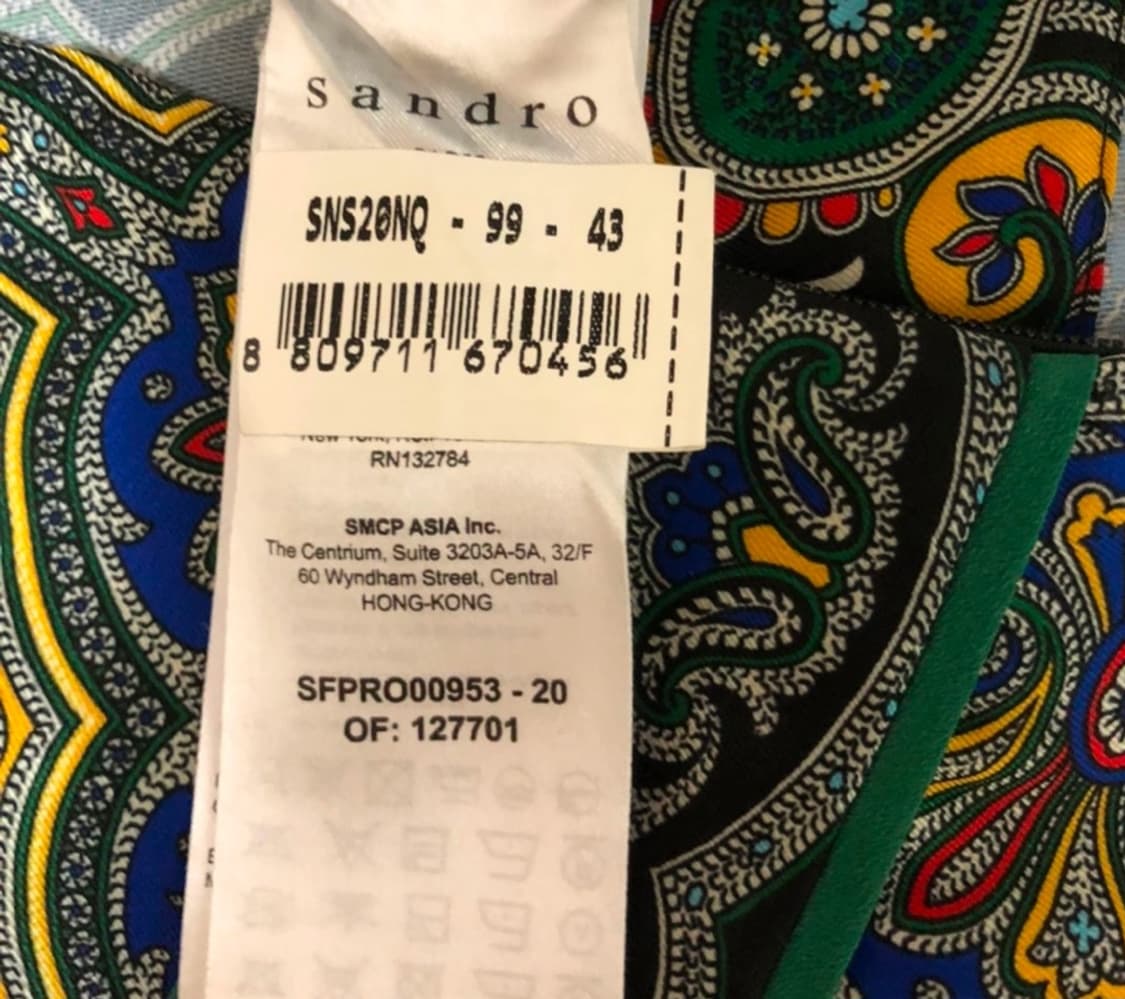 sandro
SNS20NQ - 99 - 43
8 809711 670456
RN132784
SMCP ASIA Inc.
The Centrium, Suite 3203A-5A, 32/F
60 Wyndham Street, Central
HONG-KONG
SFPRO00953 - 20
OF: 127701